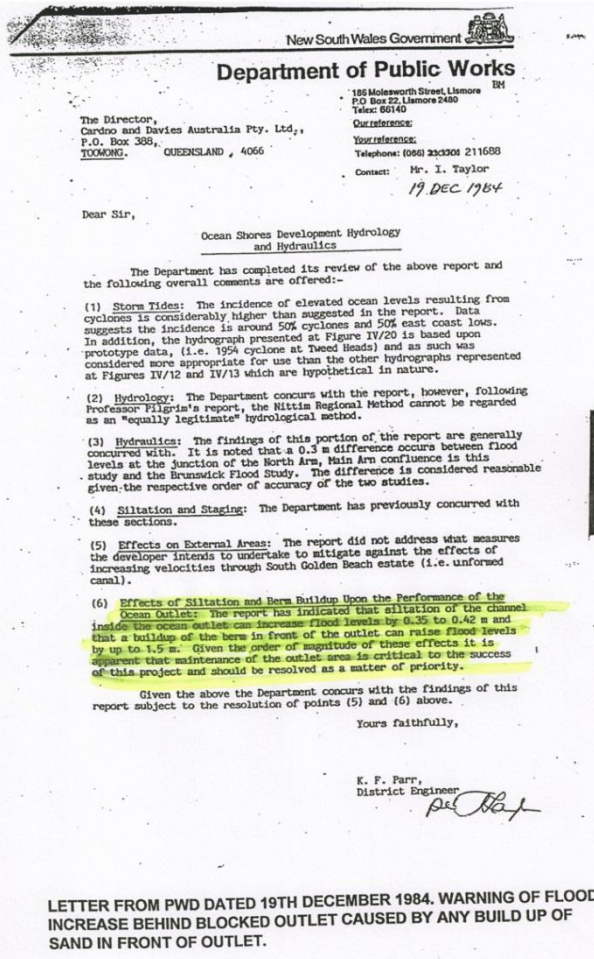 New South Wales Government
Department of Public Works
BM
186 Molesworth Street, Lismore
P.O Box 22, Lismore 2480
Telex: 66140
Our reference:
Your reference:
Telephone: (066) 211688
Contact: Mr. I. Taylor
19 DEC 1984
The Director,
Cardno and Davies Australia Pty. Ltd.,
P.O. Box 388,
TOOWONG. QUEENSLAND , 4066
Dear Sir,
Ocean Shores Development Hydrology
and Hydraulics
The Department has completed its review of the above report and
the following overall comments are offered:-
(1) Storm Tides: The incidence of elevated ocean levels resulting from
cyclones is considerably higher than suggested in the report. Data
suggests the incidence is around 50% cyclones and 50% east coast lows.
In addition, the hydrograph presented at Figure IV/20 is based upon
prototype data, (i.e. 1954 cyclone at Tweed Heads) and as such was
considered more appropriate for use than the other hydrographs represented
at Figures IV/12 and IV/13 which are hypothetical in nature.
(2) Hydrology: The Department concurs with the report, however, following
Professor Pilgrim's report, the Nittim Regional Method cannot be regarded
as an "equally legitimate" hydrological method.
(3) Hydraulics: The findings of this portion of the report are generally
concurred with. It is noted that a 0.3 m difference occurs between flood
levels at the junction of the North Arm, Main Arm confluence is this
study and the Brunswick Flood Study. The difference is considered reasonable
given the respective order of accuracy of the two studies.
(4) Siltation and Staging: The Department has previously concurred with
these sections.
(5) Effects on External Areas: The report did not address what measures
the developer intends to undertake to mitigate against the effects of
increasing velocities through South Golden Beach estate (i.e. unformed
canal).
(6) Effects of Siltation and Berm Buildup Upon the Performance of the
Ocean Outlet: The report has indicated that siltation of the channel
inside the ocean outlet can increase flood levels by 0.35 to 0.42 m and
that a buildup of the berm in front of the outlet can raise flood levels
by up to 1.5 m. Given the order of magnitude of these effects it is
apparent that maintenance of the outlet area is critical to the success
of this project and should be resolved as a matter of priority.
Given the above the Department concurs with the findings of this
report subject to the resolution of points (5) and (6) above.
Yours faithfully,
K. F. Parr,
District Engineer
LETTER FROM PWD DATED 19TH DECEMBER 1984. WARNING OF FLOOD
INCREASE BEHIND BLOCKED OUTLET CAUSED BY ANY BUILD UP OF
SAND IN FRONT OF OUTLET.